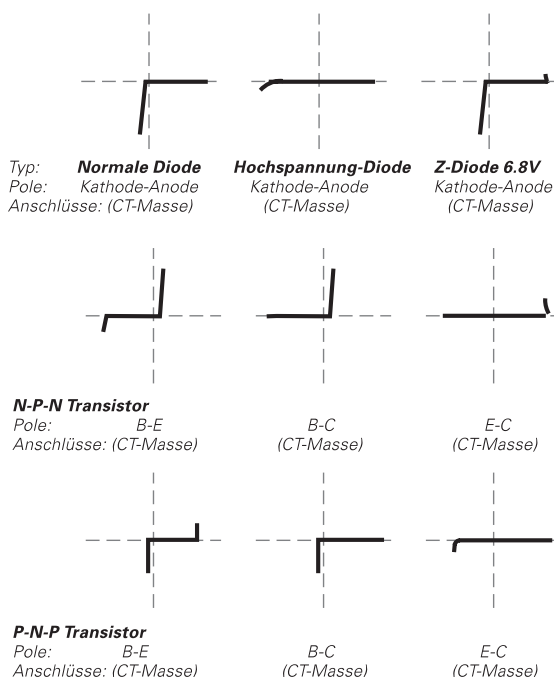 Typ: Normale Diode Hochspannung-Diode Z-Diode 6.8V
Pole: Kathode-Anode Kathode-Anode Kathode-Anode
Anschlüsse: (CT-Masse) (CT-Masse) (CT-Masse)
N-P-N Transistor
Pole: B-E B-C E-C
Anschlüsse: (CT-Masse) (CT-Masse) (CT-Masse)
P-N-P Transistor
Pole: B-E B-C E-C
Anschlüsse: (CT-Masse) (CT-Masse) (CT-Masse)